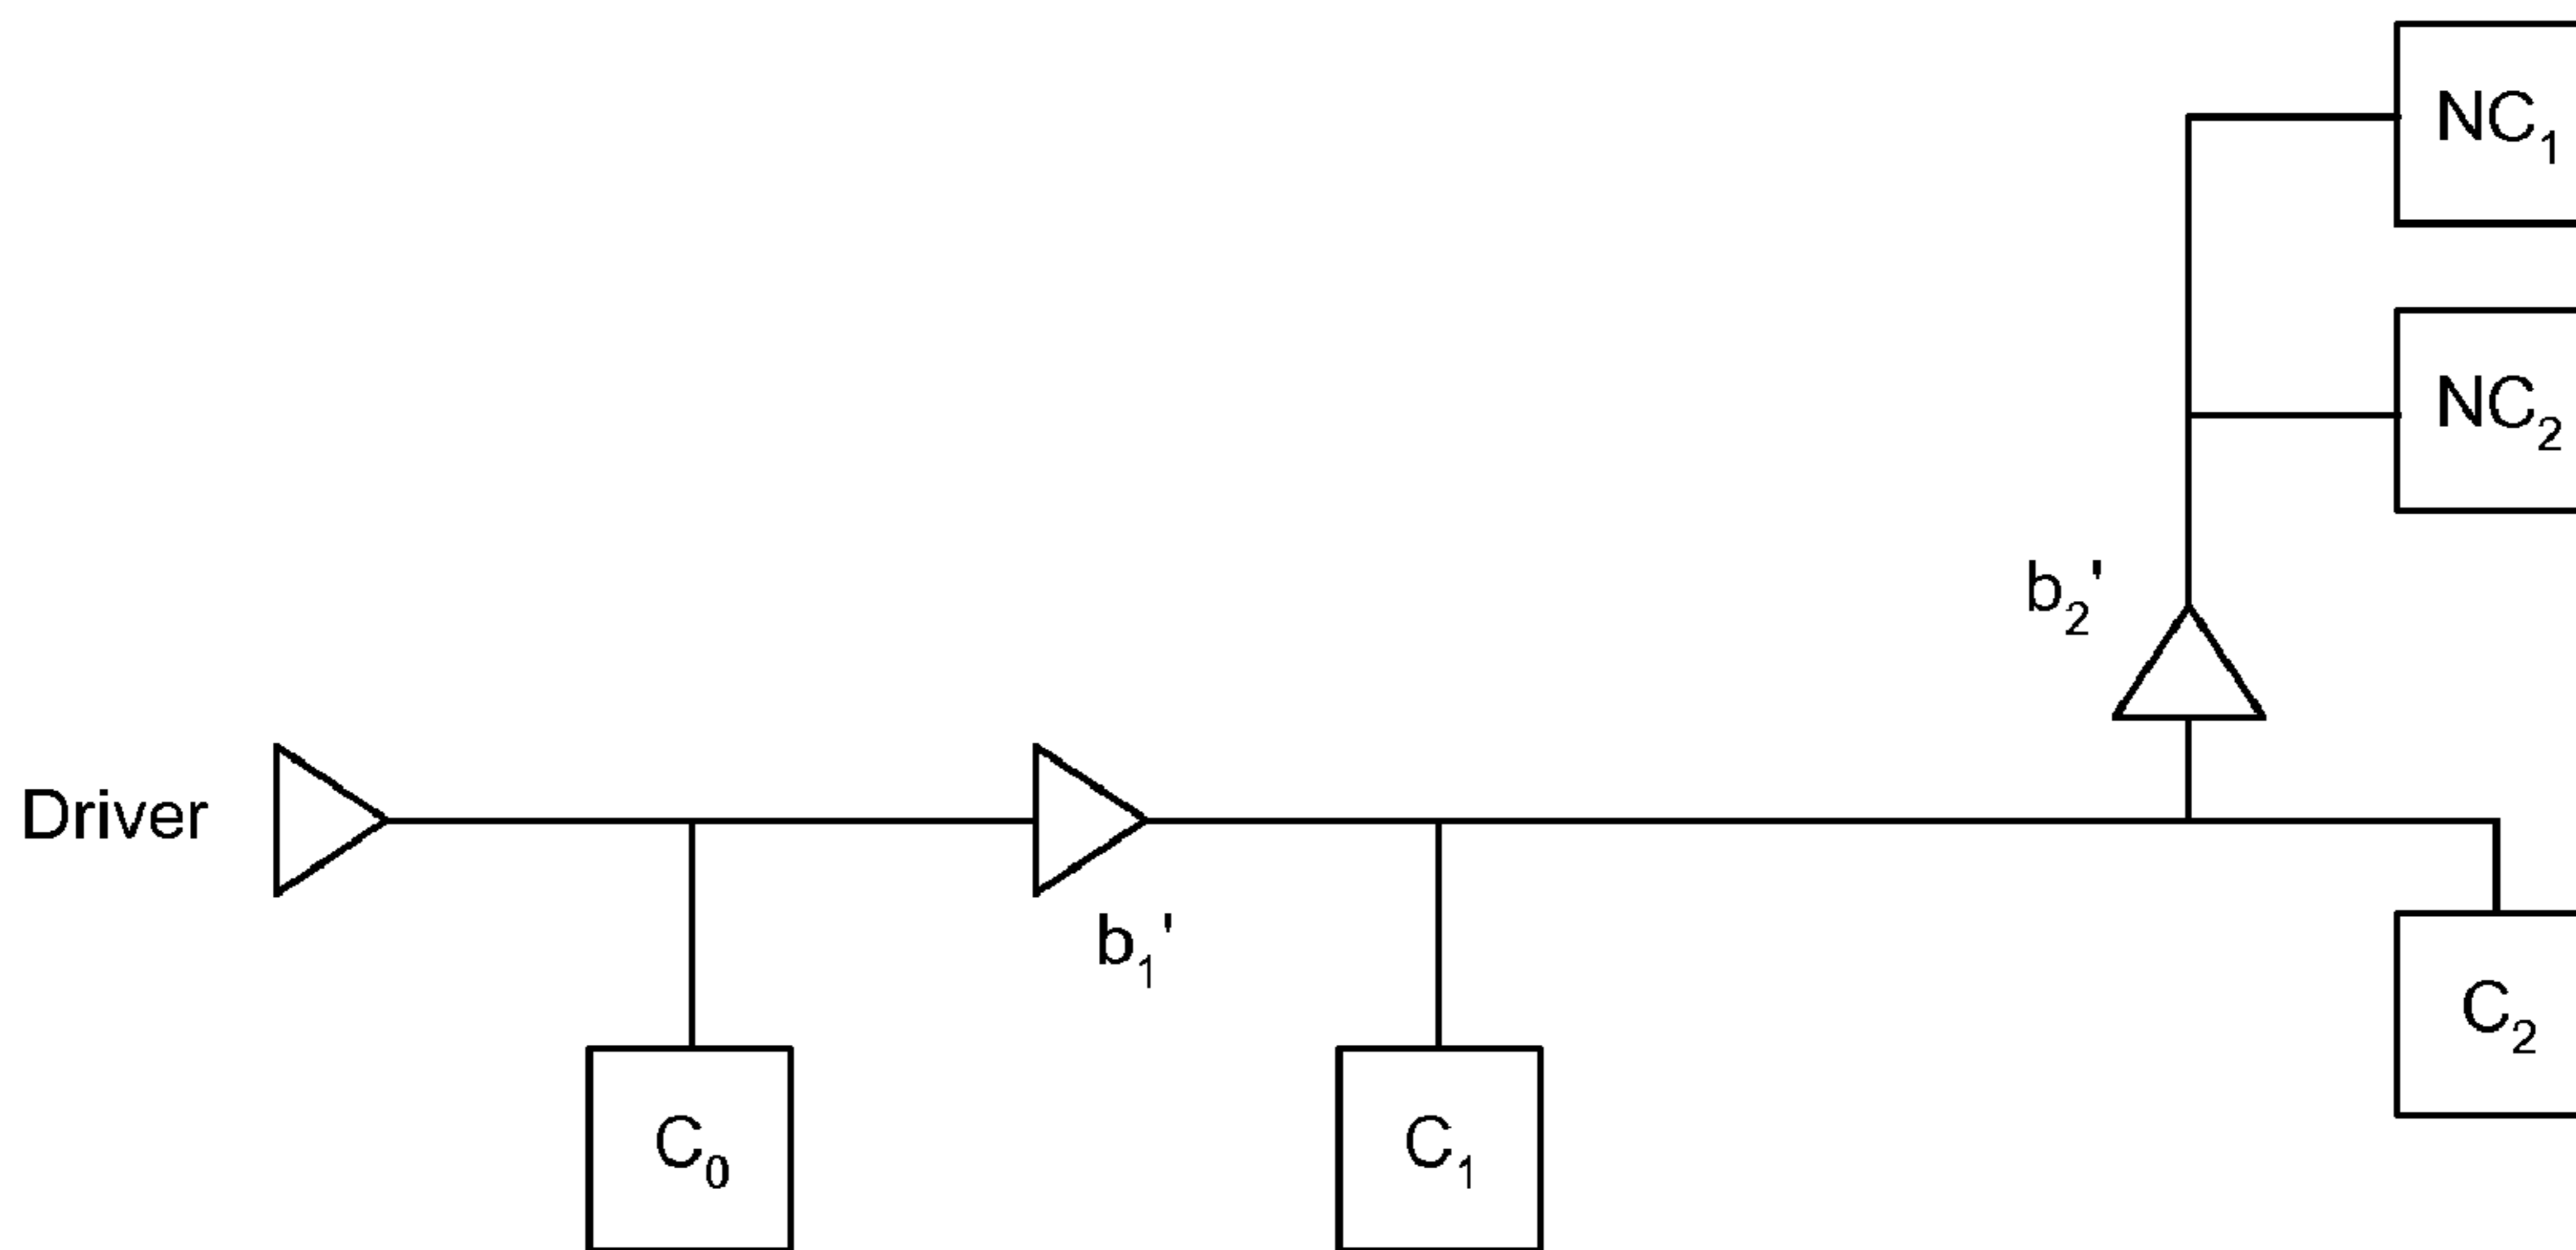 NC₁
NC₂
b₂'
Driver
b₁'
C₂
C₀
C₁